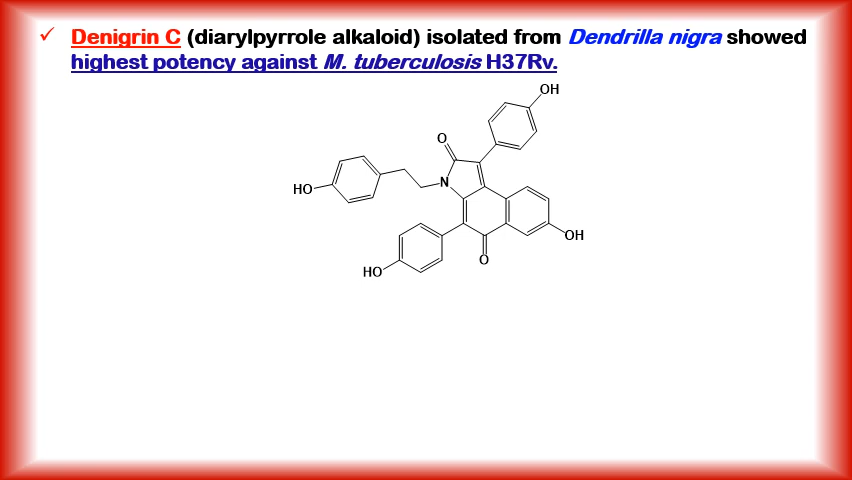 ✓ Denigrin C (diarylpyrrole alkaloid) isolated from Dendrilla nigra showed
highest potency against M. tuberculosis H37Rv.
OH
O
N
HO
OH
O
HO